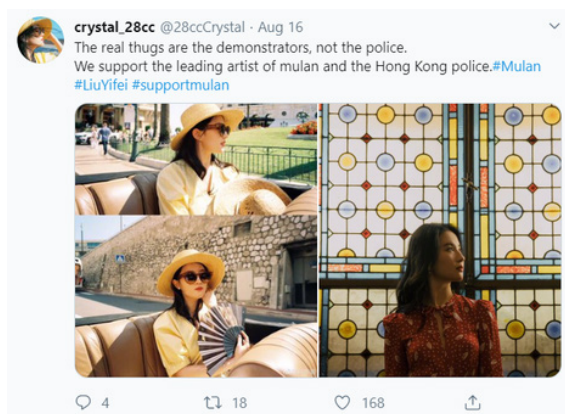 crystal_28cc @28ccCrystal · Aug 16
The real thugs are the demonstrators, not the police.
We support the leading artist of mulan and the Hong Kong police.#Mulan
#LiuYifei #supportmulan
4 18 168